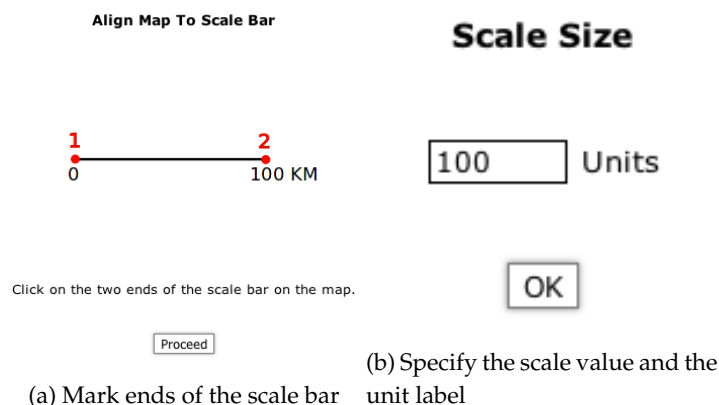 Align Map To Scale Bar
1 2
0 100 KM
Click on the two ends of the scale bar on the map.
Proceed
(a) Mark ends of the scale bar
Scale Size
100 Units
OK
(b) Specify the scale value and the
unit label